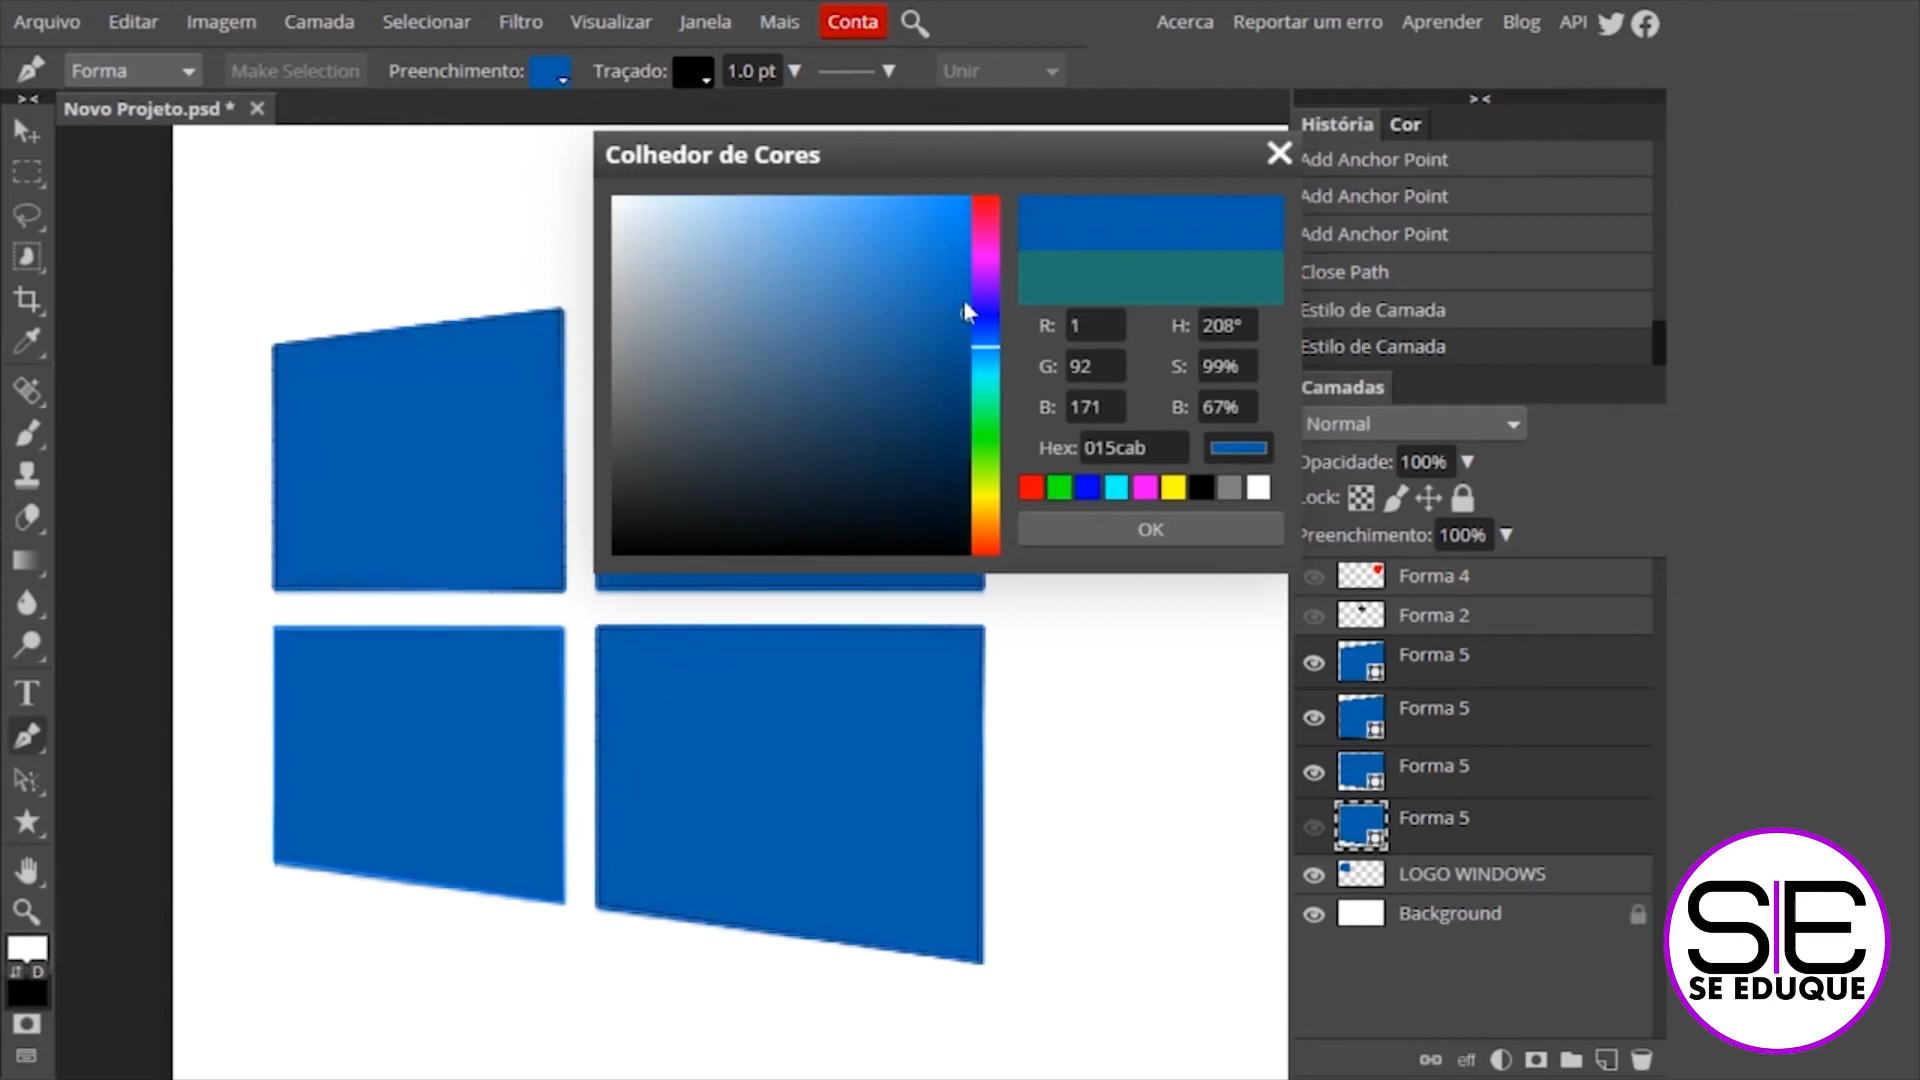 Arquivo Editar Imagem Camada Selecionar Filtro Visualizar Janela Mais Conta Acerca Reportar um erro Aprender Blog API
Forma Make Selection Preenchimento: Traçado: 1.0 pt Unir
> <
Novo Projeto.psd *
> <
História Cor
Add Anchor Point
Add Anchor Point
Add Anchor Point
Close Path
Estilo de Camada
Estilo de Camada
Colhedor de Cores
R: 1 H: 208°
G: 92 S: 99%
B: 171 B: 67%
Hex: 015cab
OK
Camadas
Normal
Opacidade: 100%
Lock:
Preenchimento: 100%
Forma 4
Forma 2
Forma 5
Forma 5
Forma 5
Forma 5
LOGO WINDOWS
Background
T
D
eff
SE
SE EDUQUE